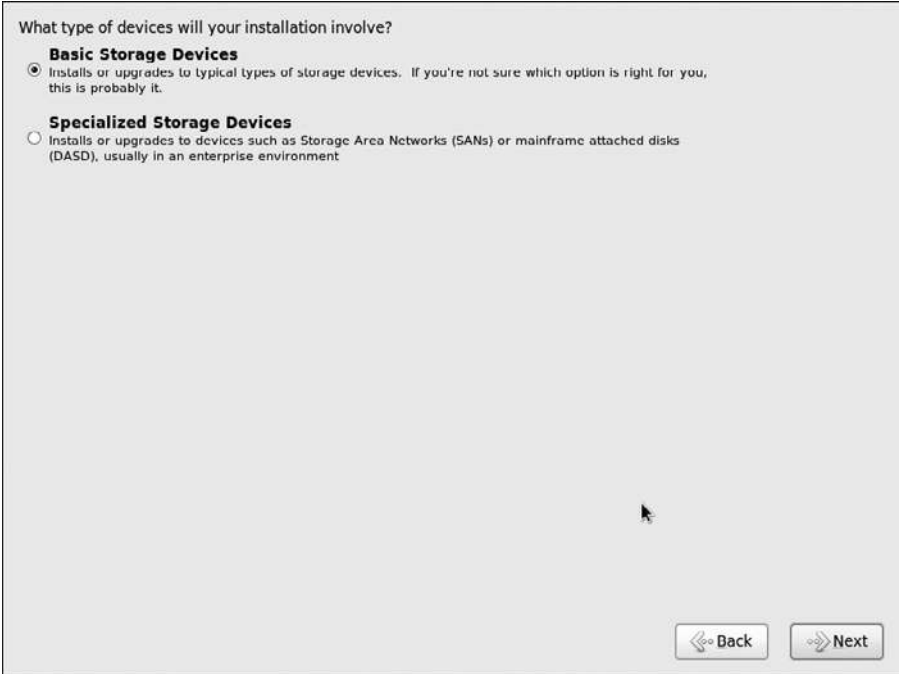 What type of devices will your installation involve?
Basic Storage Devices
Installs or upgrades to typical types of storage devices.  If you're not sure which option is right for you,
this is probably it.
Specialized Storage Devices
Installs or upgrades to devices such as Storage Area Networks (SANs) or mainframe attached disks
(DASD), usually in an enterprise environment
Back
Next